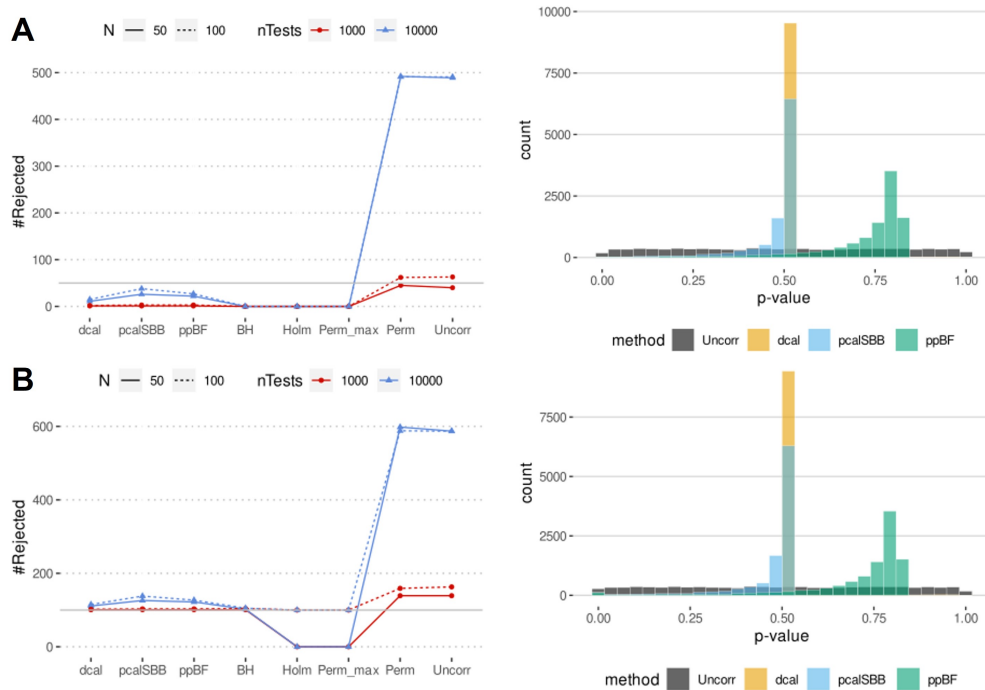 A
N 50 100 nTests 1000 10000
500
400
300
200
100
0
#Rejected
dcal pcalSBB ppBF BH Holm Perm_max Perm Uncorr
10000
7500
5000
2500
0
count
0.00 0.25 0.50 0.75 1.00
p-value
method Uncorr dcal pcalSBB ppBF
B
N 50 100 nTests 1000 10000
600
400
200
0
#Rejected
dcal pcalSBB ppBF BH Holm Perm_max Perm Uncorr
7500
5000
2500
0
count
0.00 0.25 0.50 0.75 1.00
p-value
method Uncorr dcal pcalSBB ppBF